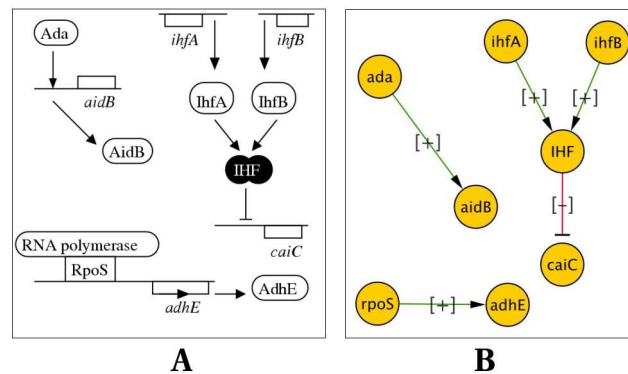 Ada
ihfA
ihfB
aidB
IhfA
IhfB
AidB
IHF
RNA polymerase
RpoS
caiC
adhE
AdhE
A
ihfA
ihfB
ada
[+]
[+]
[+]
IHF
aidB
[-]
caiC
rpoS
[+]
adhE
B